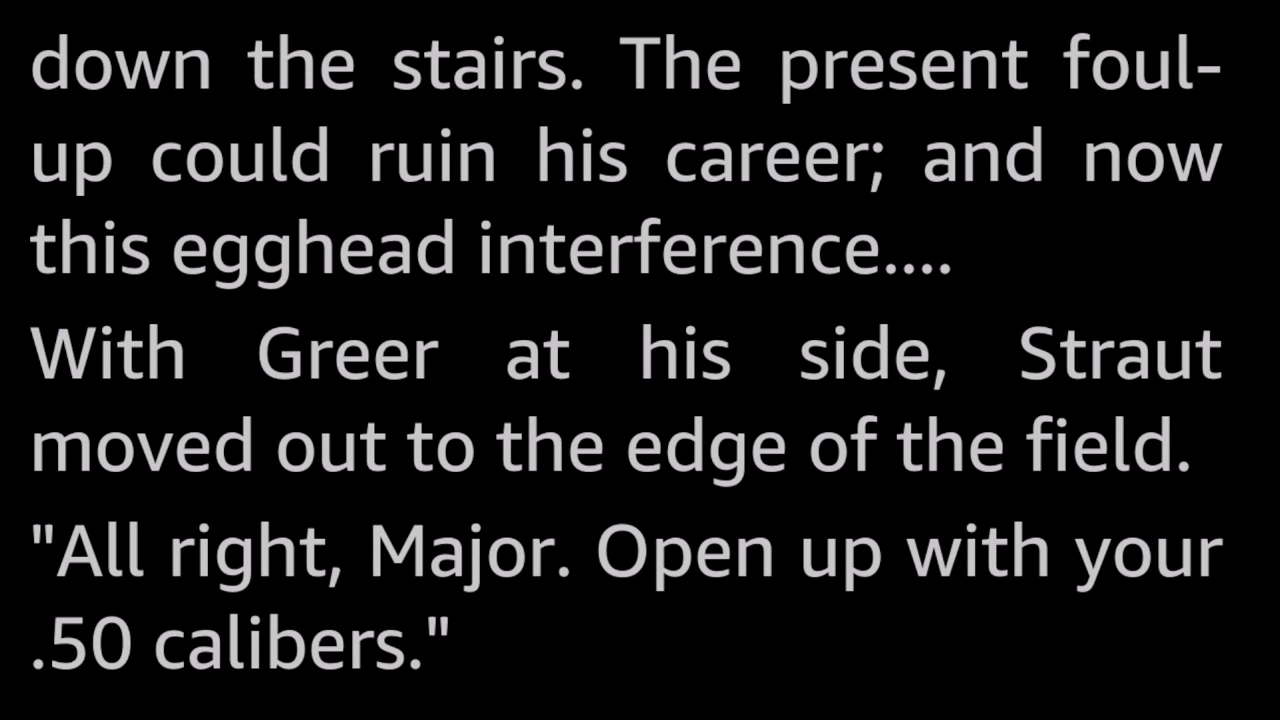 down the stairs. The present foul-
up could ruin his career; and now
this egghead interference....
With Greer at his side, Straut
moved out to the edge of the field.
"All right, Major. Open up with your
.50 calibers."